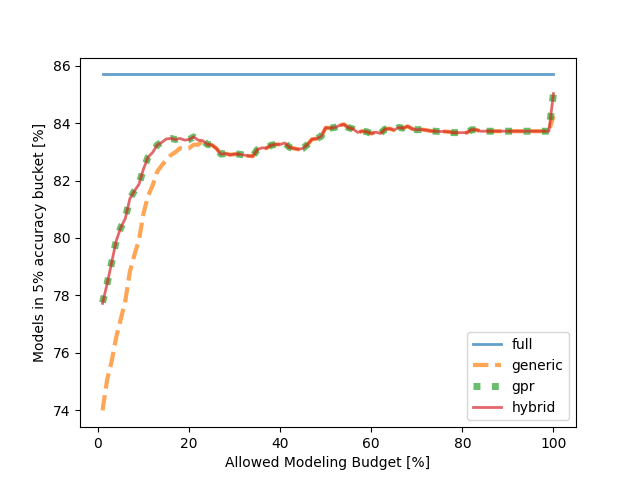 86
84
82
80
78
76
74
Models in 5% accuracy bucket [%]
full
generic
gpr
hybrid
0 20 40 60 80 100
Allowed Modeling Budget [%]